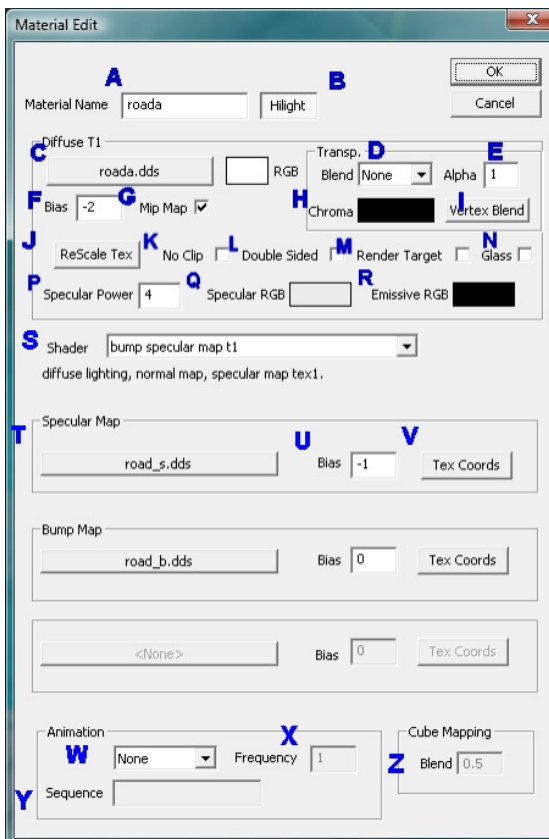 Material Edit
A
B
OK
Material Name roada Hilight
Cancel
Diffuse T1
Transp.
C
D
E
roada.dds RGB
Blend None Alpha 1
F Bias -2 G Mip Map
H Chroma I Vertex Blend
J ReScale Tex K No Clip L Double Sided M Render Target N Glass
P Specular Power 4 Q Specular RGB R Emissive RGB
S Shader bump specular map t1
diffuse lighting, normal map, specular map tex1.
T Specular Map
road_s.dds U Bias -1 V Tex Coords
Bump Map
road_b.dds Bias 0 Tex Coords
<None> Bias 0 Tex Coords
Animation
Cube Mapping
W None X Frequency 1
Z Blend 0.5
Y Sequence